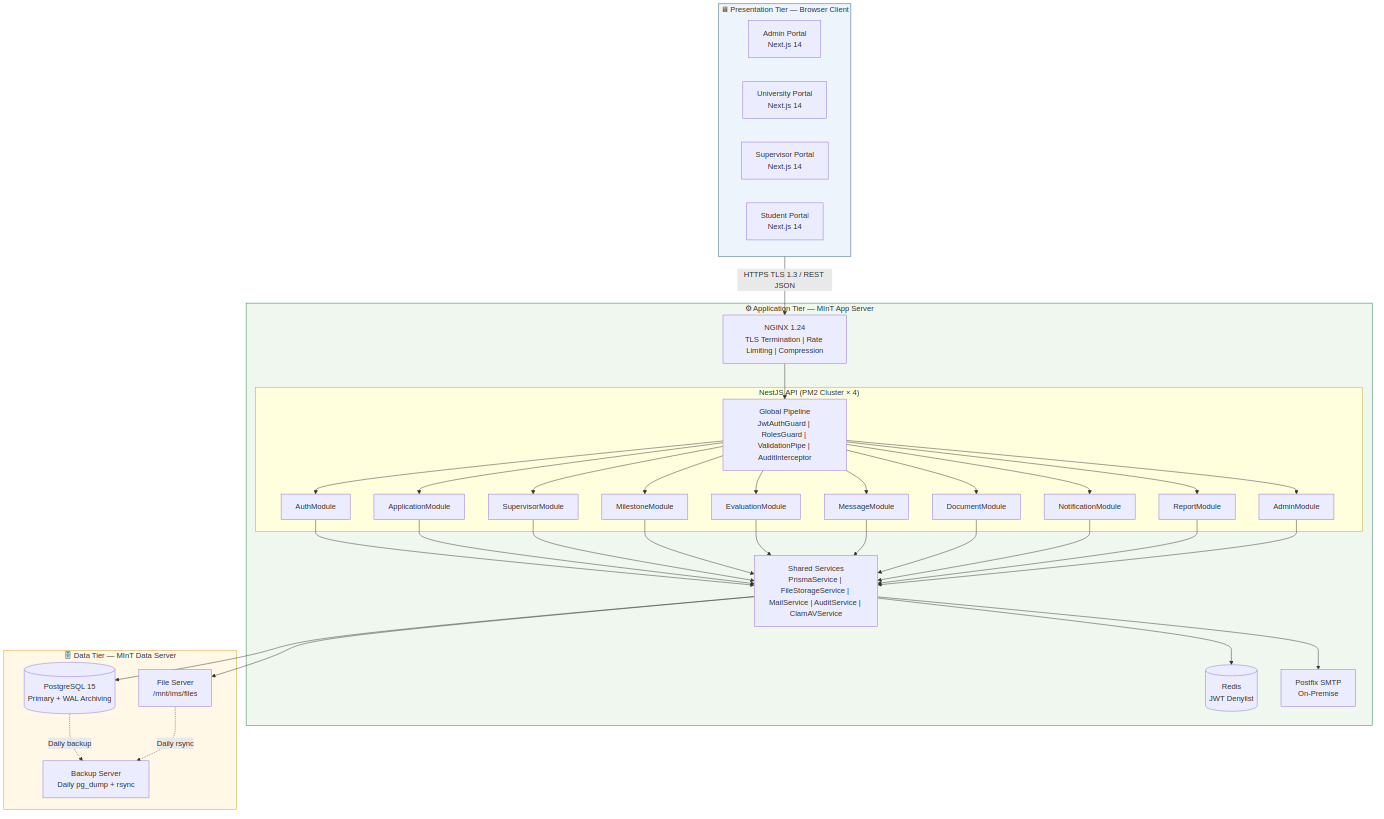 🖥 Presentation Tier — Browser Client
Admin Portal
Next.js 14
University Portal
Next.js 14
Supervisor Portal
Next.js 14
Student Portal
Next.js 14
HTTPS TLS 1.3 / REST
JSON
⚙ Application Tier — MInT App Server
NGINX 1.24
TLS Termination | Rate
Limiting | Compression
NestJS API (PM2 Cluster × 4)
Global Pipeline
JwtAuthGuard |
RolesGuard |
ValidationPipe |
AuditInterceptor
AuthModule
ApplicationModule
SupervisorModule
MilestoneModule
EvaluationModule
MessageModule
DocumentModule
NotificationModule
ReportModule
AdminModule
Shared Services
PrismaService |
FileStorageService |
MailService | AuditService |
ClamAVService
Redis
JWT Denylist
Postfix SMTP
On-Premise
🗄 Data Tier — MInT Data Server
PostgreSQL 15
Primary + WAL Archiving
File Server
/mnt/ims/files
Daily backup
Daily rsync
Backup Server
Daily pg_dump + rsync